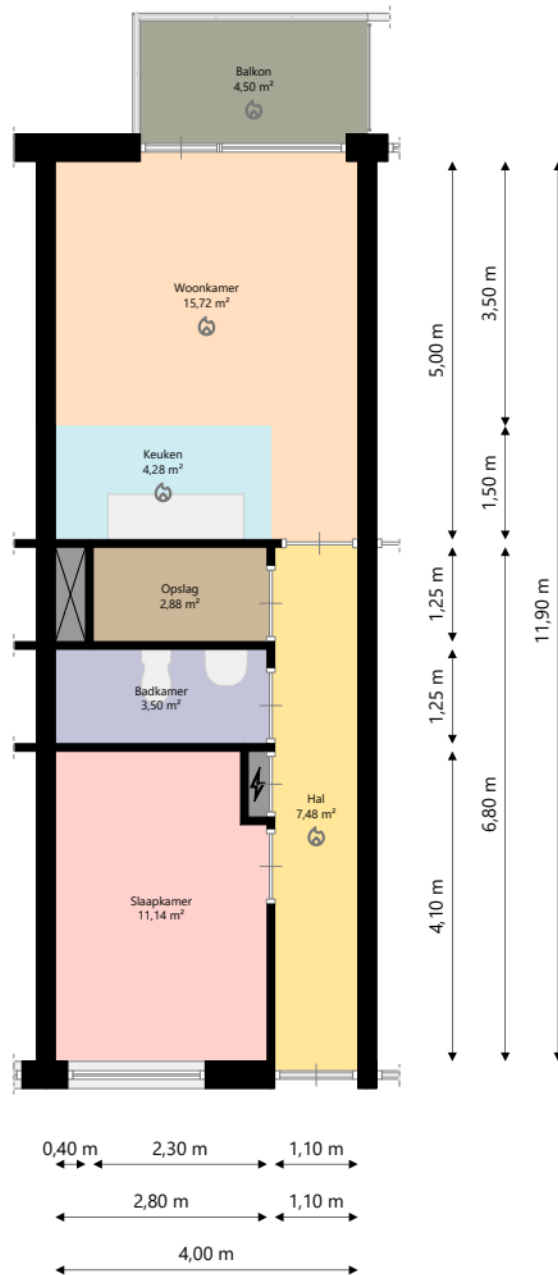 Balkon
4,50 m²
Woonkamer
15,72 m²
Keuken
4,28 m²
Opslag
2,88 m²
Badkamer
3,50 m²
Hal
7,48 m²
Slaapkamer
11,14 m²
5,00 m
3,50 m
1,50 m
1,25 m
1,25 m
4,10 m
6,80 m
11,90 m
0,40 m
2,30 m
1,10 m
2,80 m
1,10 m
4,00 m